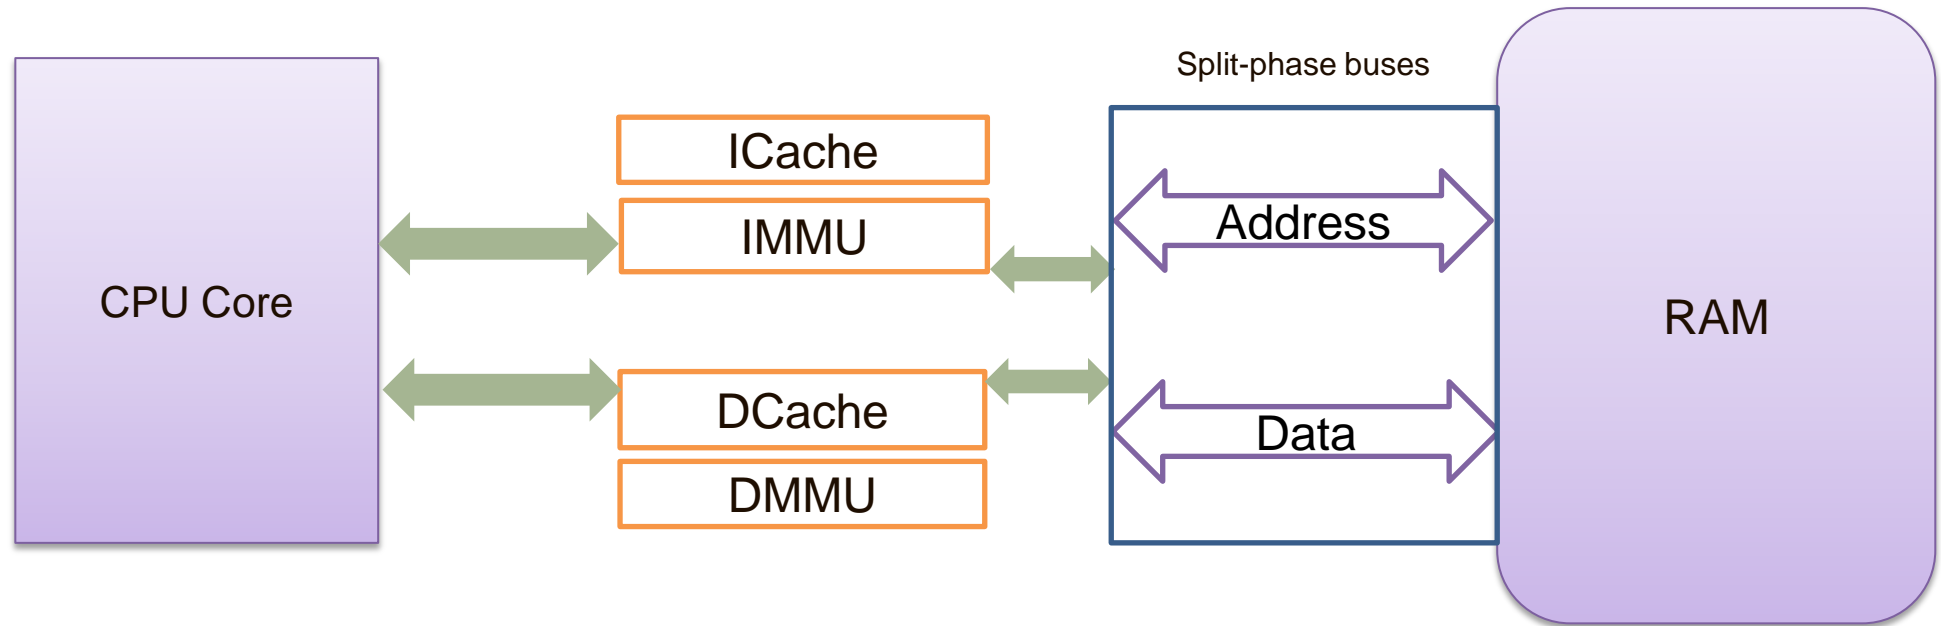 Split-phase buses
ICache
IMMU
Address
CPU Core
RAM
DCache
Data
DMMU